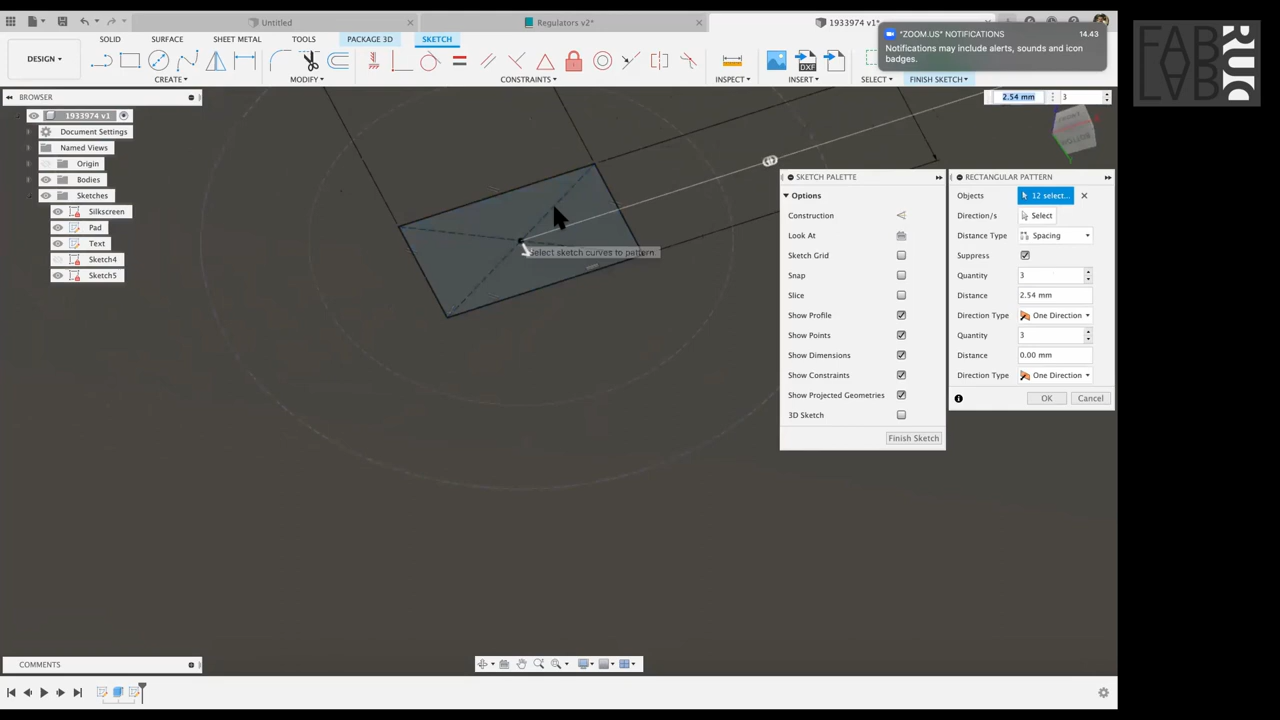 Untitled
Regulators v2*
1933974 v1*
"ZOOM.US" NOTIFICATIONS 14.43
Notifications may include alerts, sounds and icon
badges.
DESIGN
SOLID
SURFACE
SHEET METAL
TOOLS
PACKAGE 3D
SKETCH
CREATE
MODIFY
CONSTRAINTS
INSPECT
INSERT
SELECT
FINISH SKETCH
DXF
FAB
LAB
RUC
BROWSER
1933974 v1
Document Settings
Named Views
Origin
Bodies
Sketches
Silkscreen
Pad
Text
Sketch4
Sketch5
2.54 mm
3
BOTTOM
Select sketch curves to pattern.
SKETCH PALETTE
Options
Construction
Look At
Sketch Grid
Snap
Slice
Show Profile
Show Points
Show Dimensions
Show Constraints
Show Projected Geometries
3D Sketch
Finish Sketch
RECTANGULAR PATTERN
Objects 12 select...
Direction/s Select
Distance Type Spacing
Suppress
Quantity 3
Distance 2.54 mm
Direction Type One Direction
Quantity 3
Distance 0.00 mm
Direction Type One Direction
OK Cancel
COMMENTS